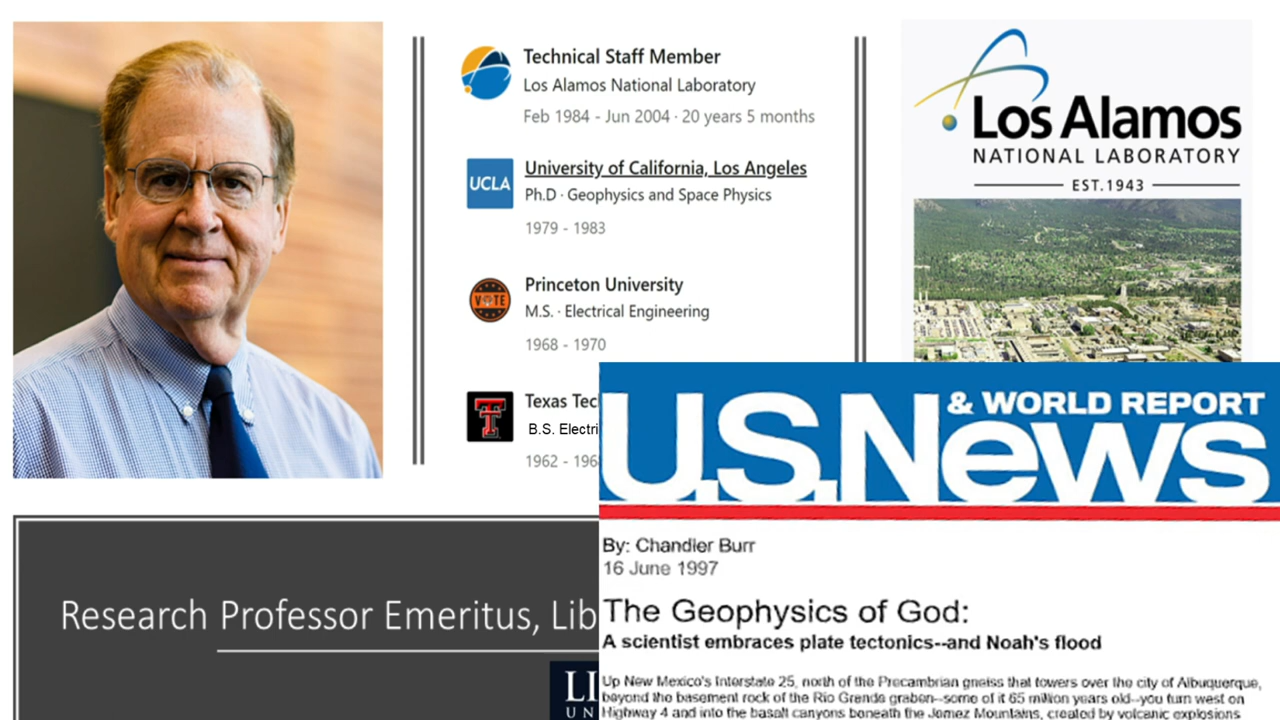 Technical Staff Member
Los Alamos National Laboratory
Feb 1984 - Jun 2004 · 20 years 5 months
UCLA
University of California, Los Angeles
Ph.D · Geophysics and Space Physics
1979 - 1983
VOTE
Princeton University
M.S. · Electrical Engineering
1968 - 1970
T
Texas Tec
B.S. Electri
1962 - 196
Los Alamos
NATIONAL LABORATORY
EST.1943
Research Professor Emeritus, Lib
LI
UN
U.S.News
& WORLD REPORT
By: Chandler Burr
16 June 1997
The Geophysics of God:
A scientist embraces plate tectonics--and Noah's flood
Up New Mexico's Interstate 25, north of the Precambrian gneiss that towers over the city of Albuquerque,
beyond the basement rock of the Rio Grande graben--some of it 65 million years old--you turn west on
Highway 4 and into the basalt canyons beneath the Jemez Mountains, created by volcanic explosions